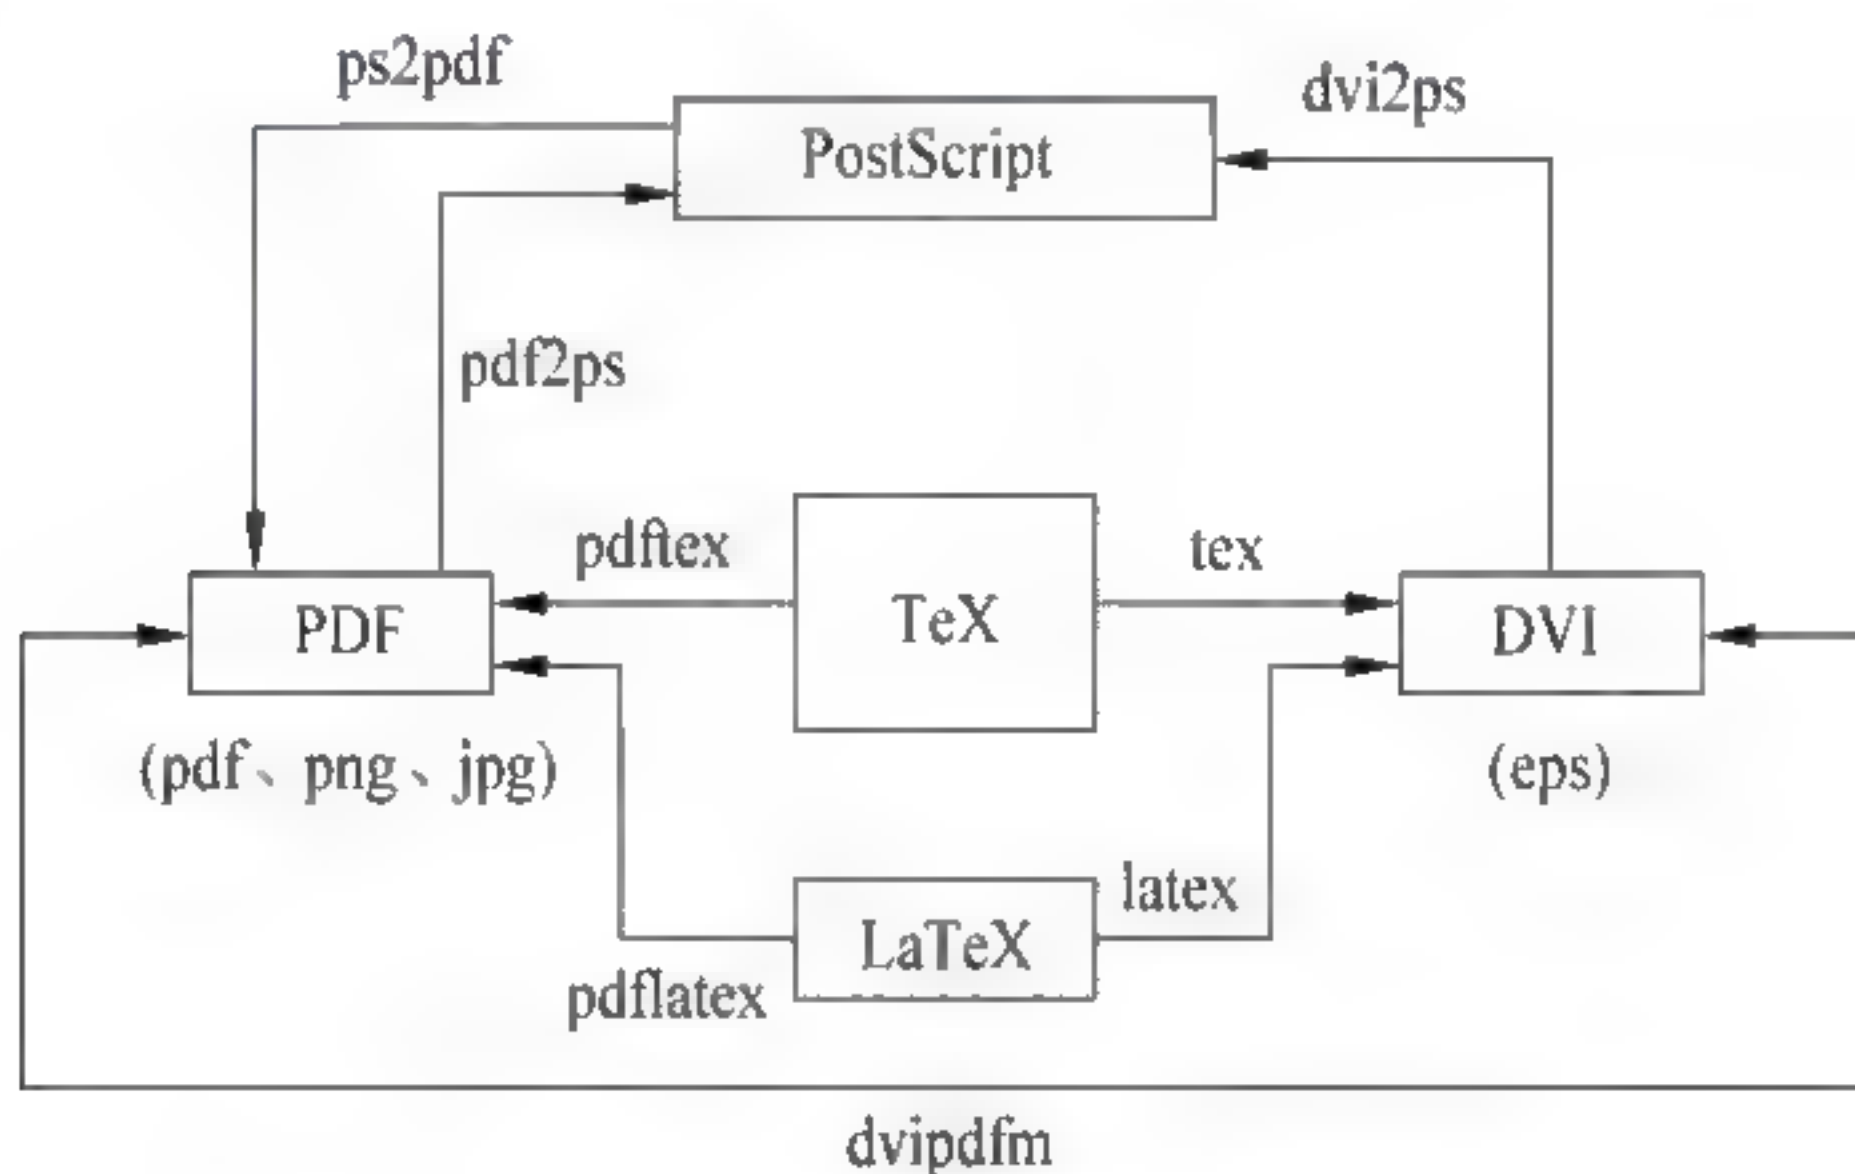 ps2pdf
dvi2ps
PostScript
pdf2ps
pdftex
tex
PDF
TeX
DVI
(pdf、png、jpg)
(eps)
latex
LaTeX
pdflatex
dvipdfm